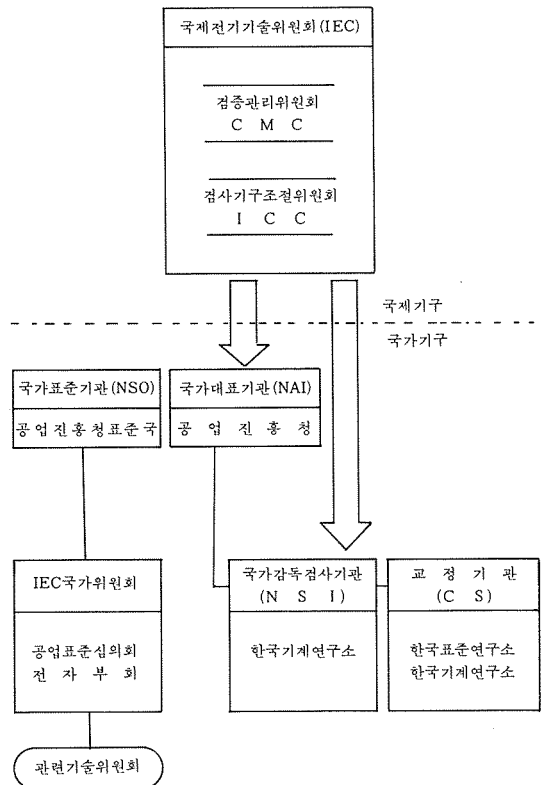 국제전기기술위원회(IEC)
검증관리위원회
C M C
검사기구조절위원회
I C C
국제기구
국가기구
국가표준기관(NSO)
공업진흥청표준국
국가대표기관(NAI)
공 업 진 흥 청
IEC국가위원회
공업표준심의회
전 자 부 회
관련기술위원회
국가감독검사기관
(N S I)
한국기계연구소
교 정 기 관
(C S)
한국표준연구소
한국기계연구소